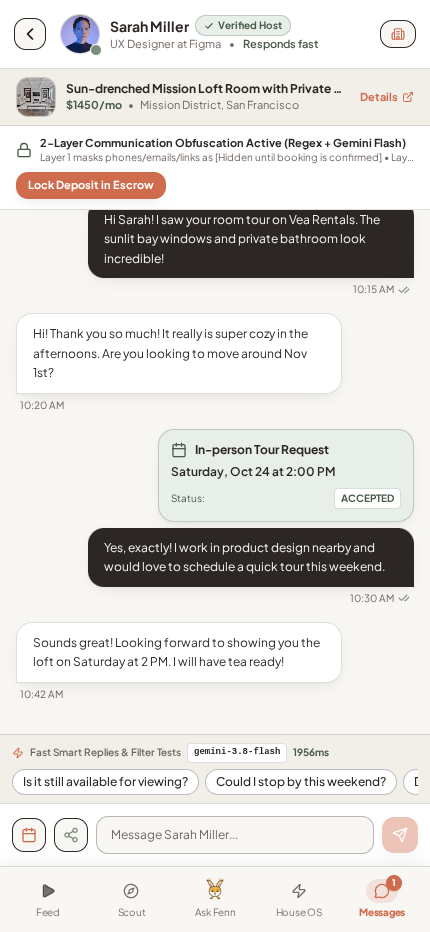 Sarah Miller ✓ Verified Host
UX Designer at Figma • Responds fast
Sun-drenched Mission Loft Room with Private ...
$1450/mo • Mission District, San Francisco
Details
2-Layer Communication Obfuscation Active (Regex + Gemini Flash)
Layer 1 masks phones/emails/links as [Hidden until booking is confirmed] • Lay...
Lock Deposit in Escrow
Hi Sarah! I saw your room tour on Vea Rentals. The
sunlit bay windows and private bathroom look
incredible!
10:15 AM
Hi! Thank you so much! It really is super cozy in the
afternoons. Are you looking to move around Nov
1st?
10:20 AM
In-person Tour Request
Saturday, Oct 24 at 2:00 PM
Status: ACCEPTED
Yes, exactly! I work in product design nearby and
would love to schedule a quick tour this weekend.
10:30 AM
Sounds great! Looking forward to showing you the
loft on Saturday at 2 PM. I will have tea ready!
10:42 AM
Fast Smart Replies & Filter Tests gemini-3.8-flash 1956ms
Is it still available for viewing? Could I stop by this weekend?
Message Sarah Miller...
1
Feed Scout Ask Fenn House OS Messages